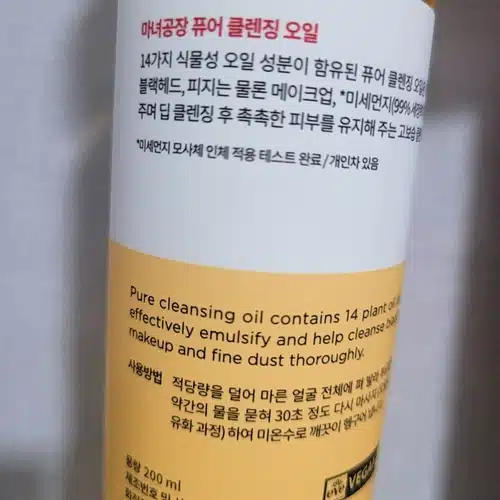 마녀공장 퓨어 클렌징 오일
14가지 식물성 오일 성분이 함유된 퓨어 클렌징 오일
블랙헤드, 피지는 물론 메이크업, *미세먼지(99%
주며 딥 클렌징 후 촉촉한 피부를 유지해 주는 고보습
*미세먼지 모사체 인체 적용 테스트 완료/개인차 있음
Pure cleansing oil contains 14 plant oil
effectively emulsify and help cleanse
makeup and fine dust thoroughly.
사용방법 적당량을 덜어 마른 얼굴 전체에 펴 발라
약간의 물을 묻혀 30초 정도 다시 마사지
유화 과정) 하여 미온수로 깨끗이 헹구어
용량 200 ml
제조번호 및
eve VEGAN